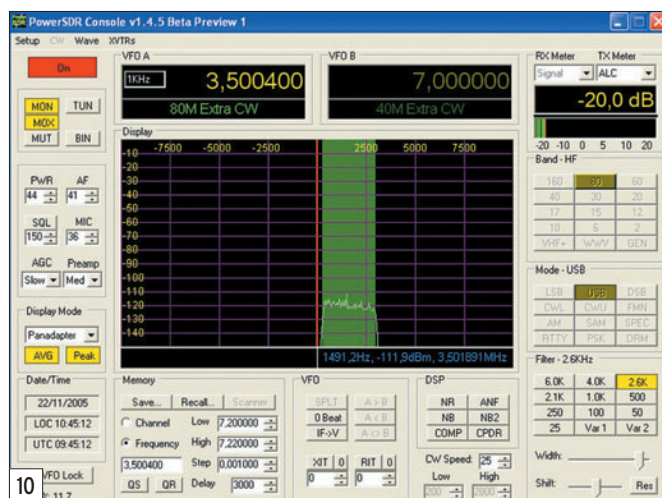 PowerSDR Console v1.4.5 Beta Preview 1
Setup CW Wave XVTRs
On
MON TUN
MOX
MUT BIN
PWR AF
44 41
SQL MIC
150 36
AGC Preamp
Slow Med
Display Mode
Panadapter
AVG Peak
Date/Time
22/11/2005
LOC 10:45:12
UTC 09:45:12
VFO Lock
11,7
VFO A
1KHz 3,500400
80M Extra CW
VFO B
7,000000
40M Extra CW
Display
-7500 -5000 -2500 2500 5000 7500
-10
-20
-30
-40
-50
-60
-70
-80
-90
-100
-110
-120
-130
-140
1491,2Hz, -111,9dBm, 3,501891MHz
Memory
Save... Recall... Scanner
Channel Low 7,200000
Frequency High 7,220000
3,500400 Step 0,001000
QS QR Delay 3000
VFO
SPLT A > B
0 Beat A < B
IF->V A <> B
XIT 0 RIT 0
0 0
DSP
NR ANF
NB NB2
COMP CPDR
CW Speed: 25
Low High
200 2800
RX Meter TX Meter
Signal ALC
-20,0 dB
-20 -10 0 5 10 20
Band - HF
160 80 60
40 30 20
17 15 12
10 6 2
VHF+ WWV GEN
Mode - USB
LSB USB DSB
CWL CWU FMN
AM SAM SPEC
RTTY PSK DRM
Filter - 2.6KHz
6.0K 4.0K 2.6K
2.1K 1.0K 500
250 100 50
25 Var 1 Var 2
Width:
Shift: Res
10